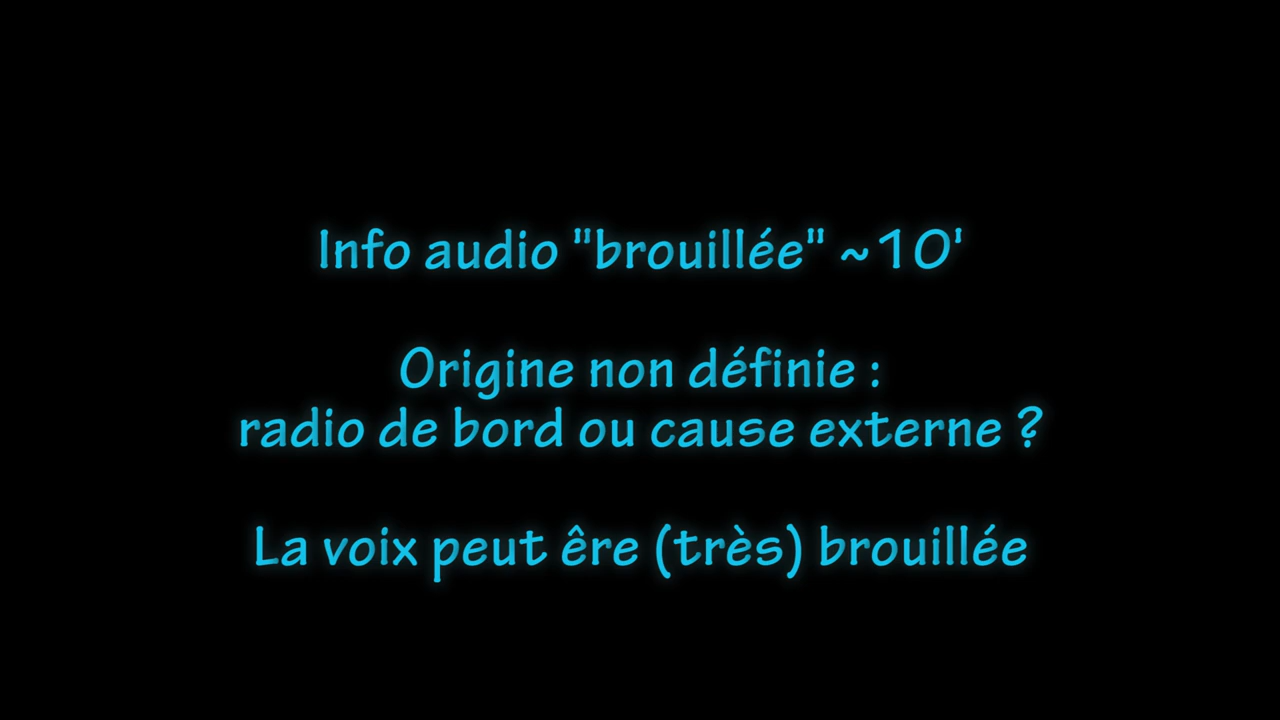 Info audio "brouillée" ~10'
Origine non définie :
radio de bord ou cause externe ?
La voix peut êre (très) brouillée